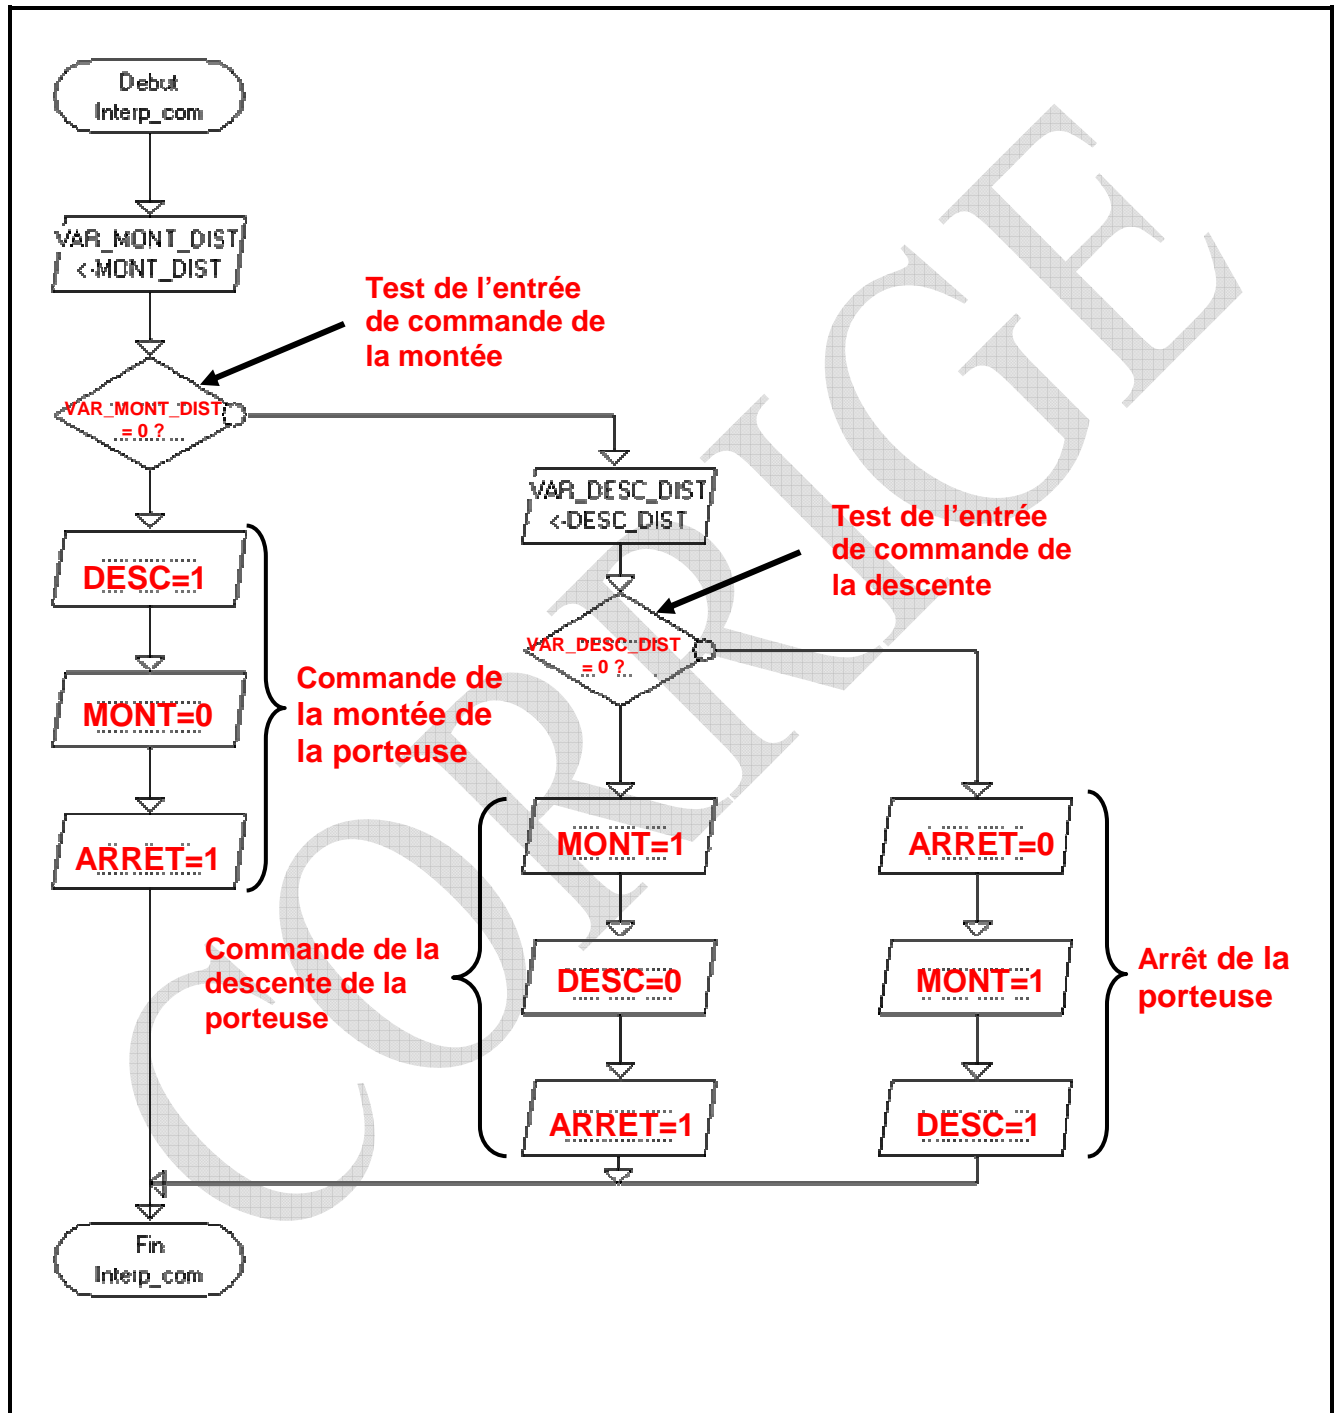 Debut
Interp_com
VAR_MONT_DIST
<-MONT_DIST
Test de l'entrée
de commande de
la montée
VAR_MONT_DIST
= 0 ?
VAR_DESC_DIST
<-DESC_DIST
Test de l'entrée
de commande de
la descente
VAR_DESC_DIST
= 0 ?
DESC=1
MONT=0
ARRET=1
Commande de
la montée de
la porteuse
MONT=1
DESC=0
ARRET=1
Commande de la
descente de la
porteuse
ARRET=0
MONT=1
DESC=1
Arrêt de la
porteuse
Fin
Interp_com
CORRIGE